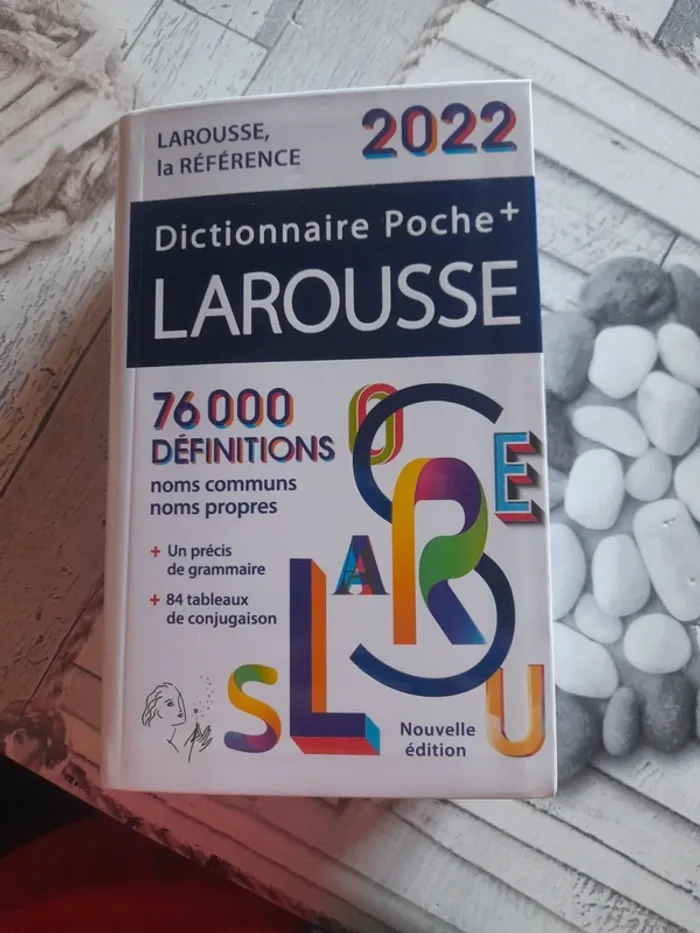 LAROUSSE,
la RÉFÉRENCE
2022
Dictionnaire Poche+
LAROUSSE
76 000
DÉFINITIONS
noms communs
noms propres
+ Un précis
de grammaire
+ 84 tableaux
de conjugaison
O
S
E
R
A
L
S
U
Nouvelle
édition